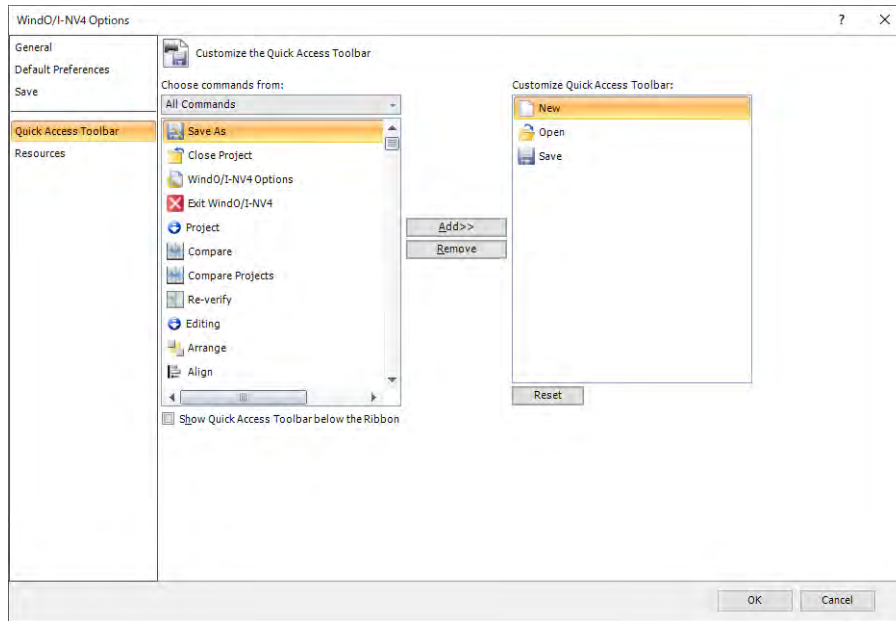 WindO/I-NV4 Options
?
General
Default Preferences
Save
Quick Access Toolbar
Resources
Customize the Quick Access Toolbar
Choose commands from:
All Commands
Save As
Close Project
WindO/I-NV4 Options
Exit WindO/I-NV4
Project
Compare
Compare Projects
Re-verify
Editing
Arrange
Align
Show Quick Access Toolbar below the Ribbon
Add>>
Remove
Customize Quick Access Toolbar:
New
Open
Save
Reset
OK
Cancel